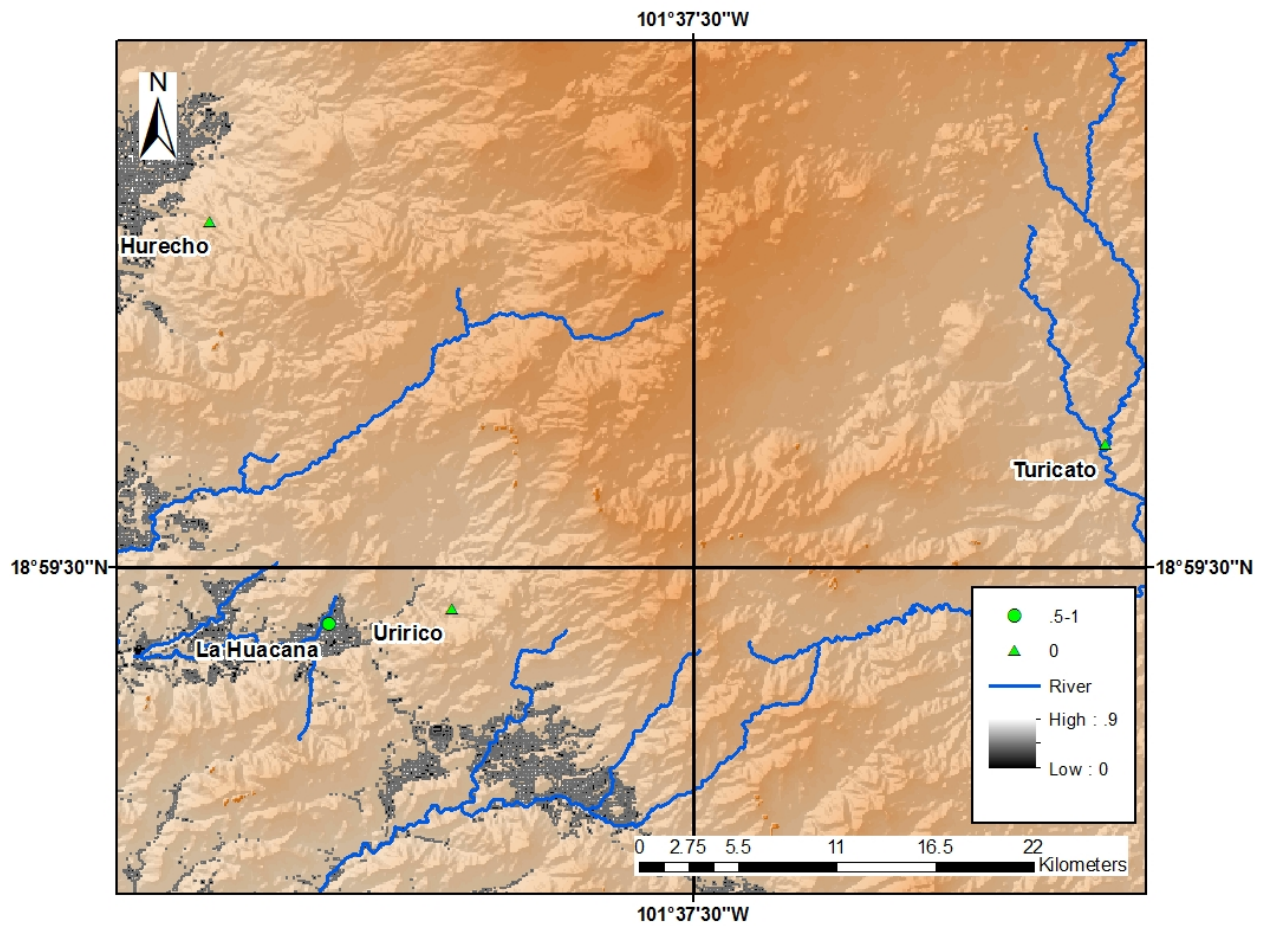 101°37'30"W
N
Hurecho
Turicato
18°59'30"N
18°59'30"N
Uririco
La Huacana
.5-1
0
River
High : .9
Low : 0
0 2.75 5.5 11 16.5 22
Kilometers
101°37'30"W